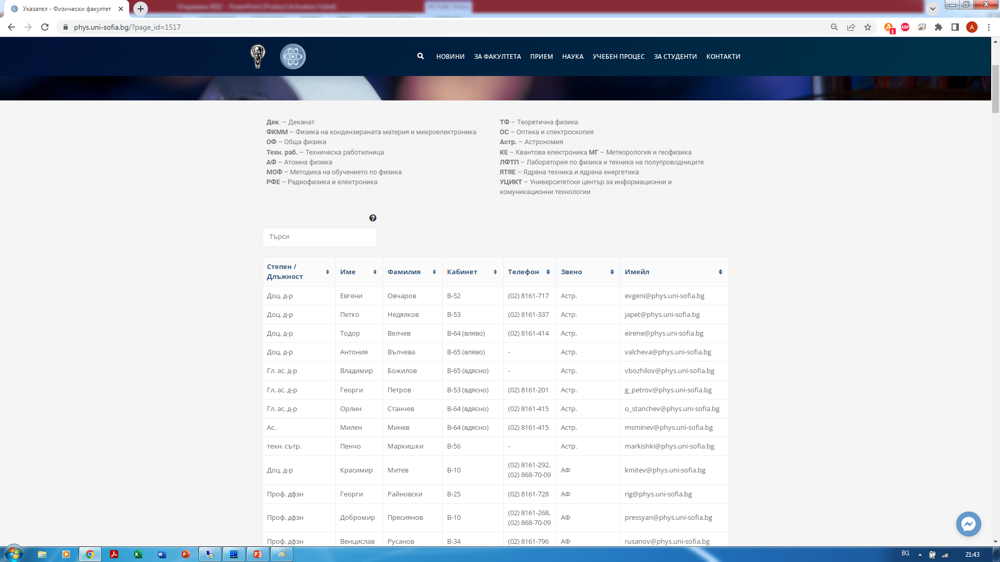 Указател - Физически факултет
phys.uni-sofia.bg/?page_id=1517
1
ABP
A
НОВИНИ ЗА ФАКУЛТЕТА ПРИЕМ НАУКА УЧЕБЕН ПРОЦЕС ЗА СТУДЕНТИ КОНТАКТИ
Дек. – Деканат
ФКММ – Физика на кондензираната материя и микроелектроника
ОФ – Обща физика
Техн. раб. – Техническа работилница
АФ – Атомна физика
МОФ – Методика на обучението по физика
РФЕ – Радиофизика и електроника
ТФ – Теоретична физика
ОС – Оптика и спектроскопия
Астр. – Астрономия
КЕ – Квантова електроника МГ – Метеорология и геофизика
ЛФТП – Лаборатория по физика и техника на полупроводниците
ЯТЯЕ – Ядрена техника и ядрена енергетика
УЦИКТ – Университетски център за информационни и
комуникационни технологии
?
Търси
Степен / Длъжност Име Фамилия Кабинет Телефон Звено Имейл
Доц. д-р Евгени Овчаров В-52 (02) 8161-717 Астр. evgeni@phys.uni-sofia.bg
Доц. д-р Петко Недялков В-53 (02) 8161-337 Астр. japet@phys.uni-sofia.bg
Доц. д-р Тодор Велчев В-64 (вляво) (02) 8161-414 Астр. eirene@phys.uni-sofia.bg
Доц. д-р Антония Вълчева В-65 (вляво) - Астр. valcheva@phys.uni-sofia.bg
Гл. ас. д-р Владимир Божилов В-65 (вдясно) - Астр. vbozhilov@phys.uni-sofia.bg
Гл. ас. д-р Георги Петров В-53 (вдясно) (02) 8161-201 Астр. g_petrov@phys.uni-sofia.bg
Гл. ас. д-р Орлин Станчев В-64 (вдясно) (02) 8161-415 Астр. o_stanchev@phys.uni-sofia.bg
Ас. Милен Минев В-64 (вдясно) (02) 8161-415 Астр. msminev@phys.uni-sofia.bg
техн. сътр. Пенчо Маркишки В-56 - Астр. markishki@phys.uni-sofia.bg
Доц. д-р Красимир Митев В-10 (02) 8161-292, (02) 868-70-09 АФ kmitev@phys.uni-sofia.bg
Проф. дфзн Георги Райновски В-25 (02) 8161-728 АФ rig@phys.uni-sofia.bg
Проф. дфзн Добромир Пресиянов В-10 (02) 8161-268, (02) 868-70-09 АФ pressyan@phys.uni-sofia.bg
Проф. дфзн Венцислав Русанов В-34 (02) 8161-796 АФ rusanov@phys.uni-sofia.bg
BG 21:43